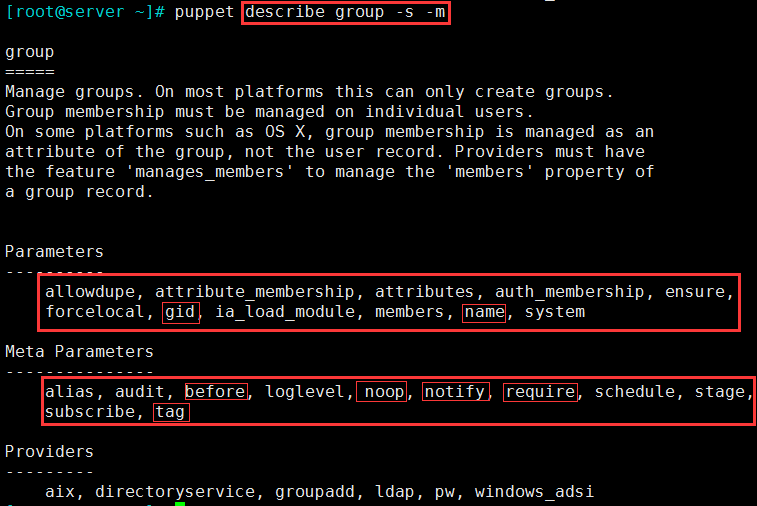 [root@server ~]# puppet describe group -s -m
group
=====
Manage groups. On most platforms this can only create groups.
Group membership must be managed on individual users.
On some platforms such as OS X, group membership is managed as an
attribute of the group, not the user record. Providers must have
the feature 'manages_members' to manage the 'members' property of
a group record.
Parameters
----------
allowdupe, attribute_membership, attributes, auth_membership, ensure,
forcelocal, gid, ia_load_module, members, name, system
Meta Parameters
---------------
alias, audit, before, loglevel, noop, notify, require, schedule, stage,
subscribe, tag
Providers
---------
aix, directoryservice, groupadd, ldap, pw, windows_adsi